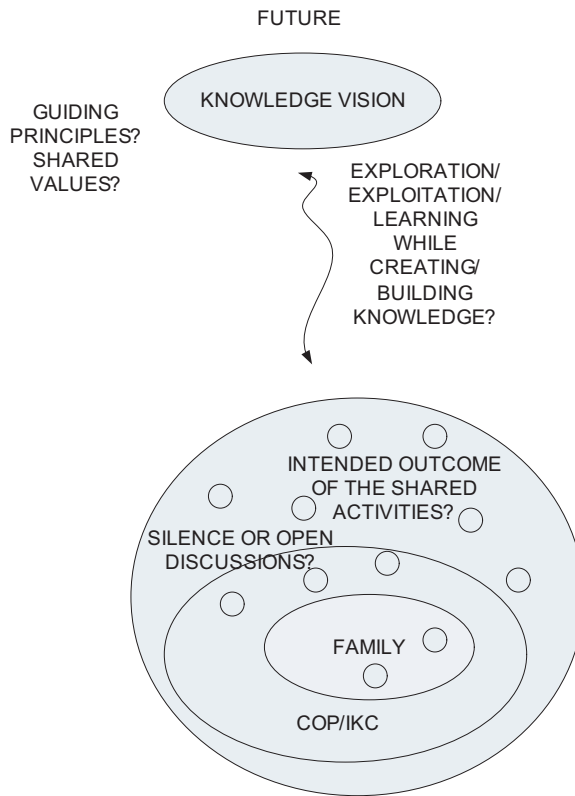 FUTURE
KNOWLEDGE VISION
GUIDING
PRINCIPLES?
SHARED
VALUES?
EXPLORATION/
EXPLOITATION/
LEARNING
WHILE
CREATING/
BUILDING
KNOWLEDGE?
INTENDED OUTCOME
OF THE SHARED
ACTIVITIES?
SILENCE OR OPEN
DISCUSSIONS?
FAMILY
COP/IKC